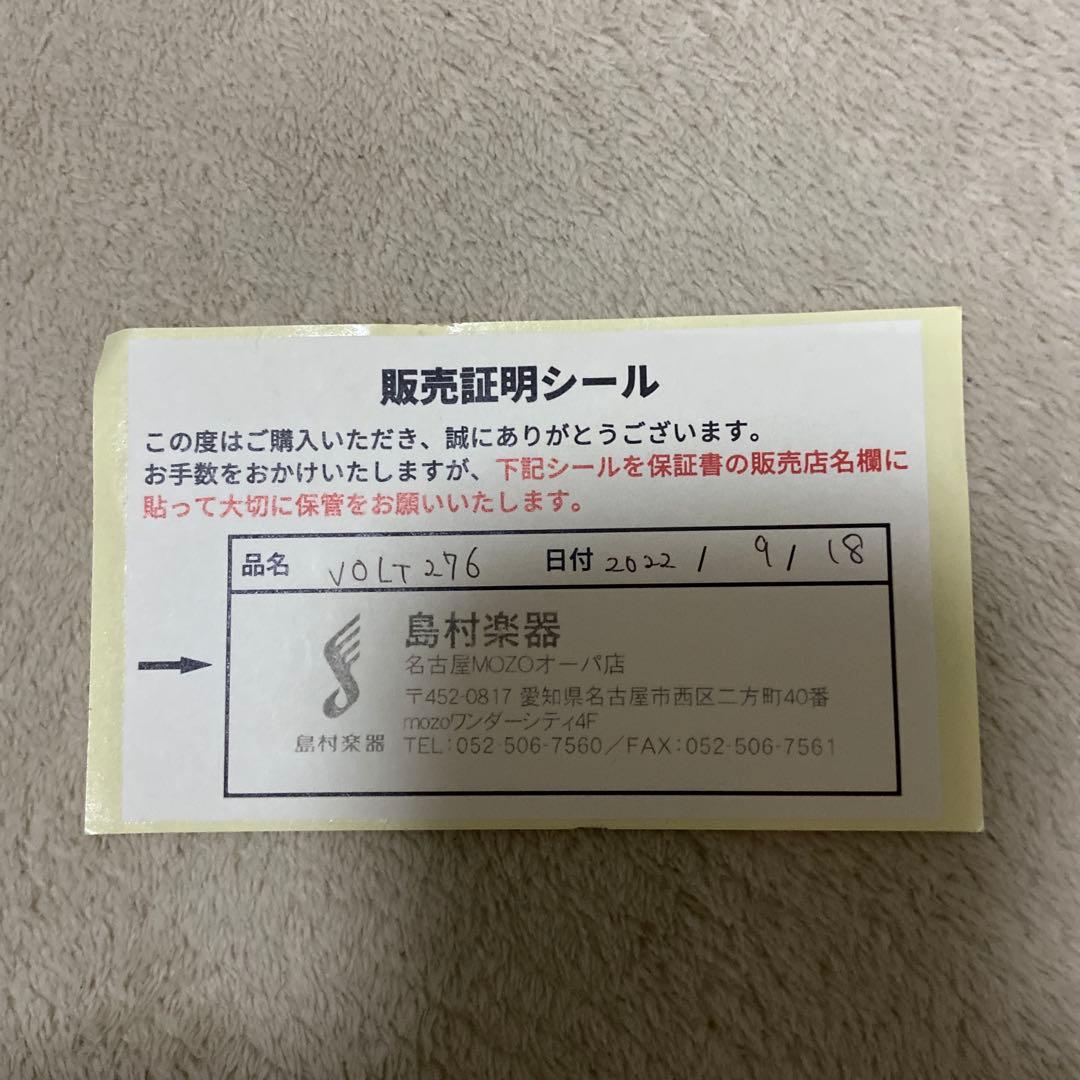 販売証明シール
この度はご購入いただき、誠にありがとうございます。
お手数をおかけいたしますが、下記シールを保証書の販売店名欄に
貼って大切に保管をお願いいたします。
品名 VOLT276 日付 2022 / 9 / 18
島村楽器
名古屋MOZOオーパ店
〒452-0817 愛知県名古屋市西区二方町40番
mozoワンダーシティ4F
島村楽器 TEL:052-506-7560/FAX:052-506-7561